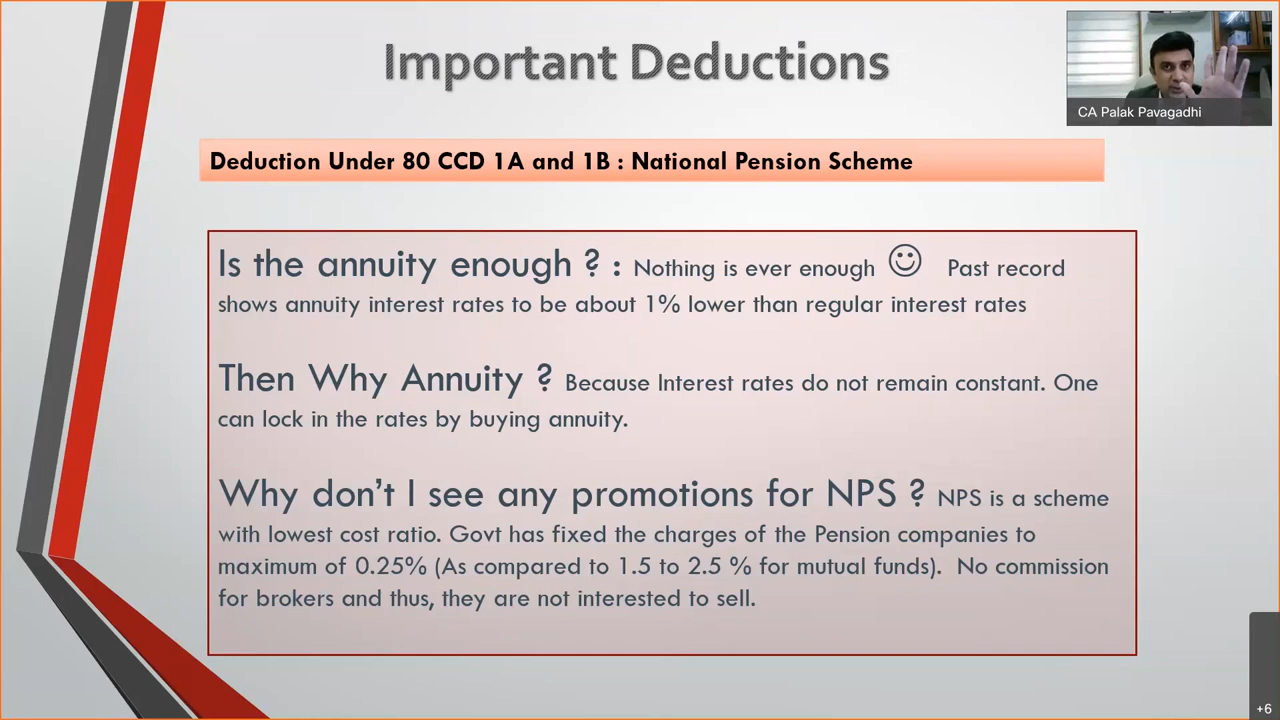 Important Deductions
CA Palak Pavagadhi
Deduction Under 80 CCD 1A and 1B : National Pension Scheme
Is the annuity enough ? : Nothing is ever enough ☺ Past record
shows annuity interest rates to be about 1% lower than regular interest rates
Then Why Annuity ? Because Interest rates do not remain constant. One
can lock in the rates by buying annuity.
Why don't I see any promotions for NPS ? NPS is a scheme
with lowest cost ratio. Govt has fixed the charges of the Pension companies to
maximum of 0.25% (As compared to 1.5 to 2.5 % for mutual funds).  No commission
for brokers and thus, they are not interested to sell.
+6